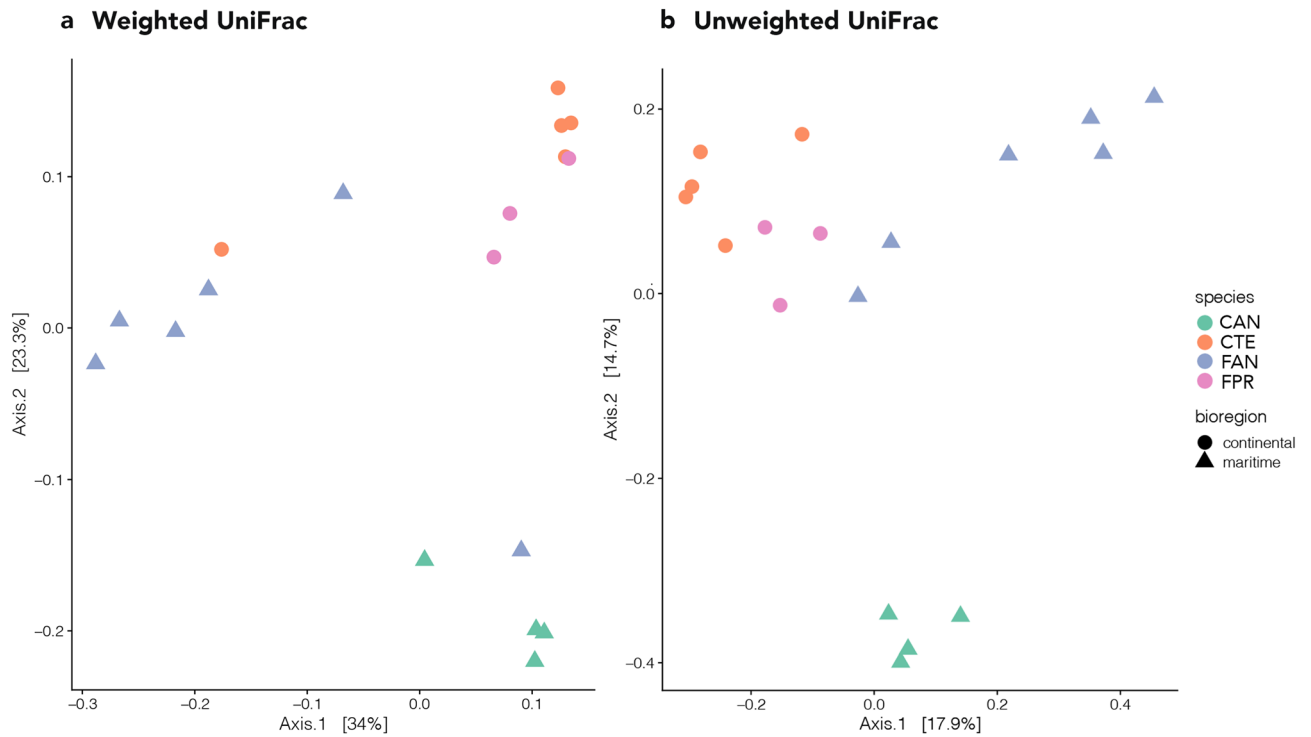 a Weighted UniFrac
0.1
0.0
−0.1
−0.2
Axis.2 [23.3%]
−0.3 −0.2 −0.1 0.0 0.1
Axis.1 [34%]
b Unweighted UniFrac
0.2
0.0
−0.2
−0.4
Axis.2 [14.7%]
−0.2 0.0 0.2 0.4
Axis.1 [17.9%]
species
CAN
CTE
FAN
FPR
bioregion
continental
maritime